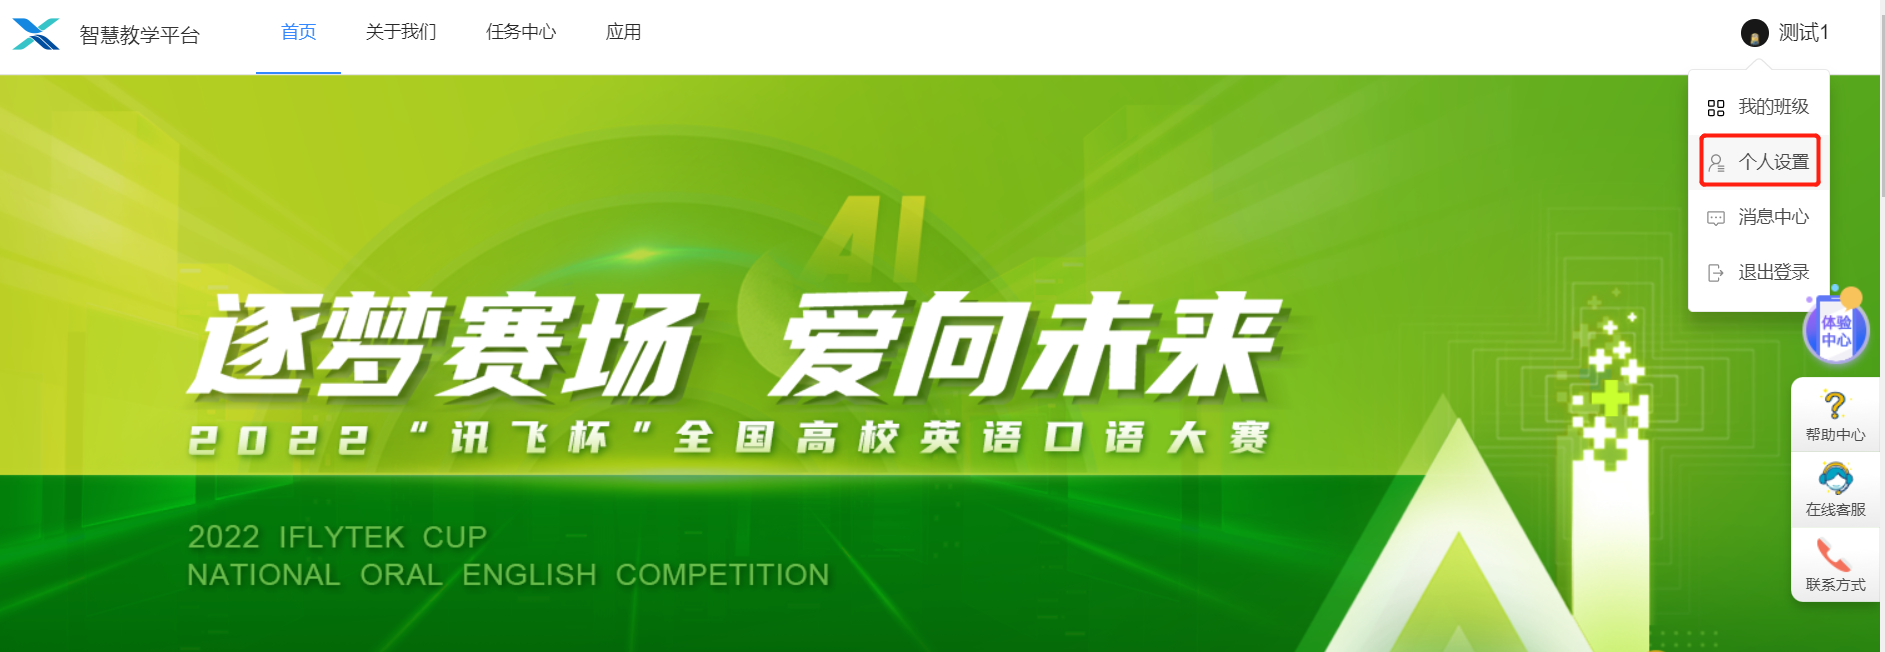 智慧教学平台
首页
关于我们
任务中心
应用
测试1
我的班级
个人设置
消息中心
退出登录
体验
中心
帮助中心
在线客服
联系方式
AI
逐梦赛场 爱向未来
2022“讯飞杯”全国高校英语口语大赛
2022 IFLYTEK CUP
NATIONAL ORAL ENGLISH COMPETITION